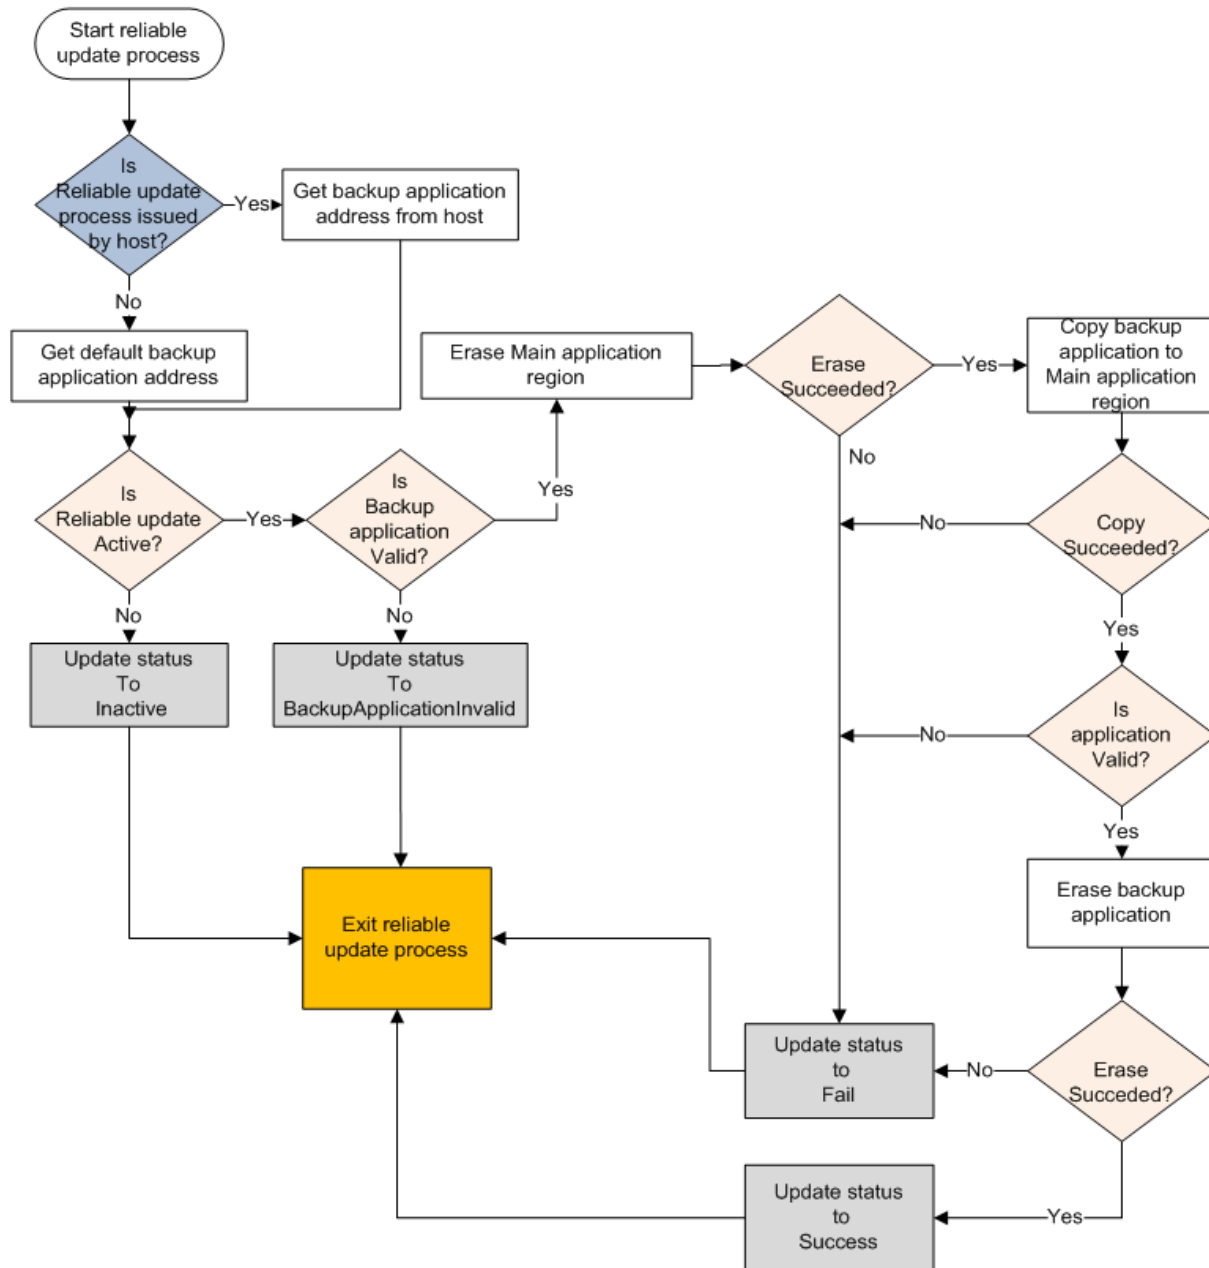 Start reliable
update process
Is
Reliable update
process issued
by host?
Yes
Get backup application
address from host
No
Get default backup
application address
Erase Main application
region
Erase
Succeeded?
Yes
Copy backup
application to
Main application
region
No
Is
Reliable update
Active?
Yes
Is
Backup
application
Valid?
Yes
No
Copy
Succeeded?
No
No
Yes
Update status
To
Inactive
Update status
To
BackupApplicationInvalid
No
Is
application
Valid?
Yes
Exit reliable
update process
Erase backup
application
Update status
to
Fail
No
Erase
Succeded?
Update status
to
Success
Yes